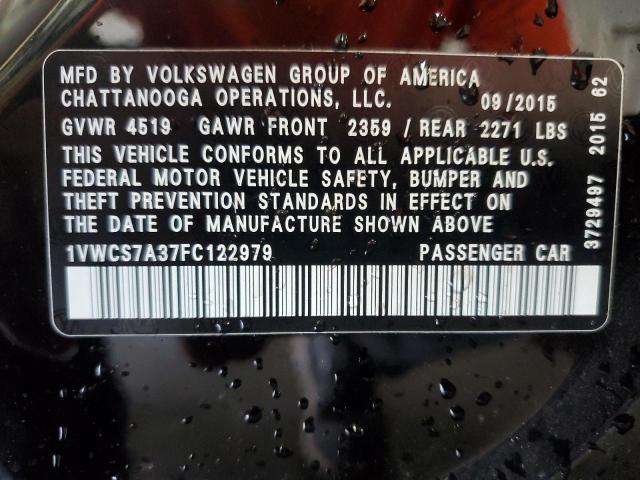 MFD BY VOLKSWAGEN GROUP OF AMERICA
CHATTANOOGA OPERATIONS, LLC. 09/2015
GVWR 4519 GAWR FRONT 2359 / REAR 2271 LBS
THIS VEHICLE CONFORMS TO ALL APPLICABLE U.S.
FEDERAL MOTOR VEHICLE SAFETY, BUMPER AND
THEFT PREVENTION STANDARDS IN EFFECT ON
THE DATE OF MANUFACTURE SHOWN ABOVE
1VWCS7A37FC122979 PASSENGER CAR
3729497 2015 62